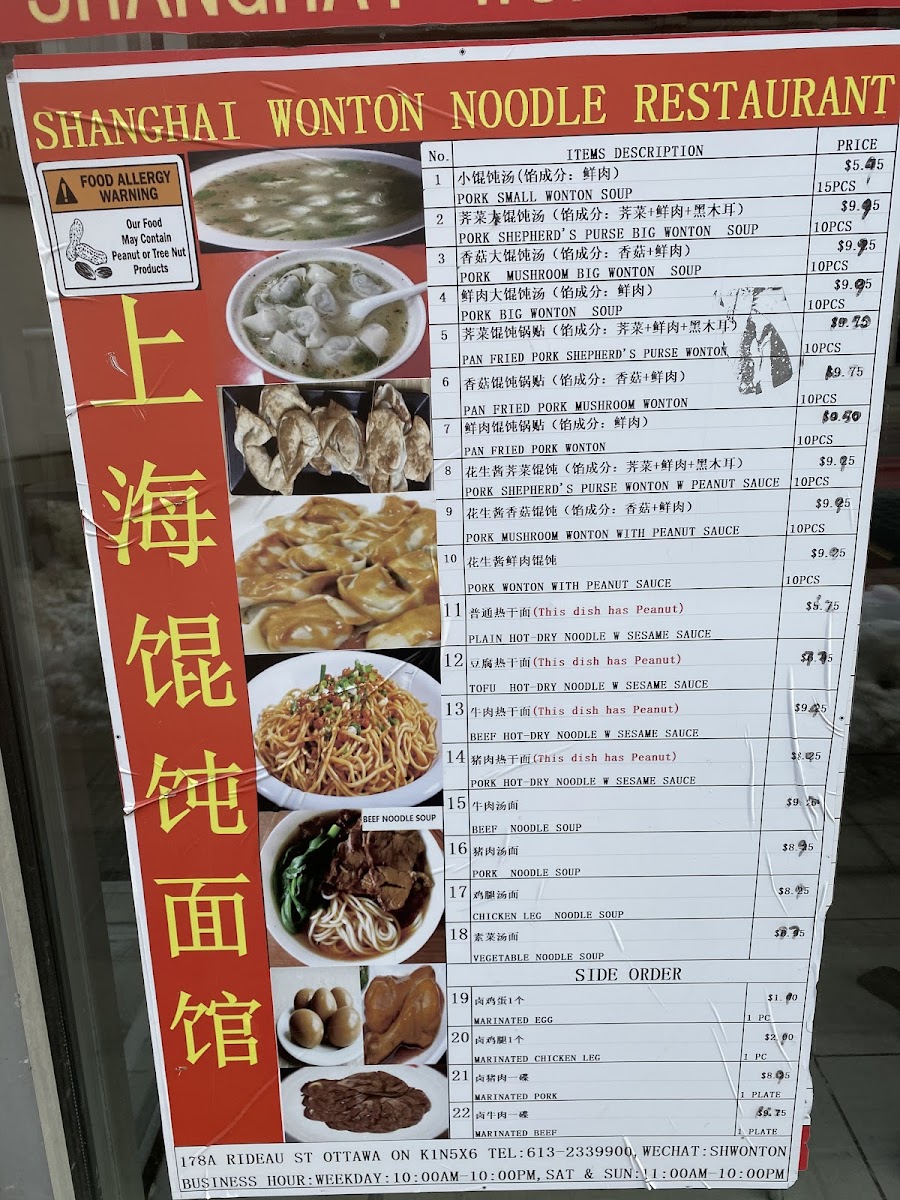 SHANGHAI WONTON NOODLE RESTAURANT
FOOD ALLERGY
WARNING
Our Food
May Contain
Peanut or Tree Nut
Products
上海馄饨面馆
BEEF NOODLE SOUP
No. ITEMS DESCRIPTION PRICE
1 小馄饨汤(馅成分: 鲜肉)
PORK SMALL WONTON SOUP 15PCS
2 荠菜大馄饨汤 (馅成分: 荠菜+鲜肉+黑木耳)
PORK SHEPHERD'S PURSE BIG WONTON SOUP 10PCS
3 香菇大馄饨汤 (馅成分: 香菇+鲜肉)
PORK MUSHROOM BIG WONTON SOUP 10PCS
4 鲜肉大馄饨汤 (馅成分: 鲜肉)
PORK BIG WONTON SOUP 10PCS
5 荠菜馄饨锅贴 (馅成分: 荠菜+鲜肉+黑木耳)
PAN FRIED PORK SHEPHERD'S PURSE WONTON 10PCS
6 香菇馄饨锅贴 (馅成分: 香菇+鲜肉)
PAN FRIED PORK MUSHROOM WONTON 10PCS
7 鲜肉馄饨锅贴 (馅成分: 鲜肉)
PAN FRIED PORK WONTON 10PCS
8 花生酱荠菜馄饨 (馅成分: 荠菜+鲜肉+黑木耳)
PORK SHEPHERD'S PURSE WONTON W PEANUT SAUCE 10PCS
9 花生酱香菇馄饨 (馅成分: 香菇+鲜肉)
PORK MUSHROOM WONTON WITH PEANUT SAUCE 10PCS
10 花生酱鲜肉馄饨
PORK WONTON WITH PEANUT SAUCE 10PCS
11 普通热干面(This dish has Peanut)
PLAIN HOT-DRY NOODLE W SESAME SAUCE
12 豆腐热干面(This dish has Peanut)
TOFU HOT-DRY NOODLE W SESAME SAUCE
13 牛肉热干面(This dish has Peanut)
BEEF HOT-DRY NOODLE W SESAME SAUCE
14 猪肉热干面(This dish has Peanut)
PORK HOT-DRY NOODLE W SESAME SAUCE
15 牛肉汤面
BEEF NOODLE SOUP
16 猪肉汤面
PORK NOODLE SOUP
17 鸡腿汤面
CHICKEN LEG NOODLE SOUP
18 素菜汤面
VEGETABLE NOODLE SOUP
SIDE ORDER
19 卤鸡蛋1个
MARINATED EGG 1 PC
20 卤鸡腿1个
MARINATED CHICKEN LEG 1 PC
21 卤猪肉一碟
MARINATED PORK 1 PLATE
22 卤牛肉一碟
MARINATED BEEF 1 PLATE
178A RIDEAU ST OTTAWA ON K1N5X6 TEL:613-2339900,WECHAT:SHWONTON
BUSINESS HOUR:WEEKDAY:10:00AM-10:00PM,SAT & SUN:11:00AM-10:00PM